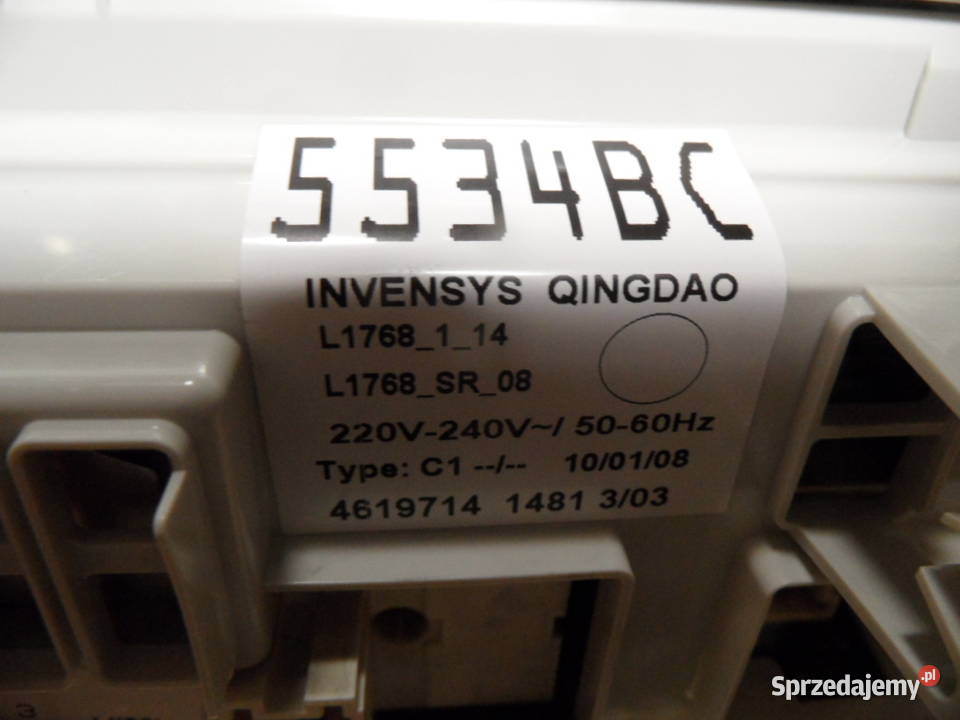 5534BC
INVENSYS QINGDAO
L1768_1_14
L1768_SR_08
220V-240V~/ 50-60Hz
Type: C1 --/-- 10/01/08
4619714 1481 3/03
3
Sprzedajemy.pl